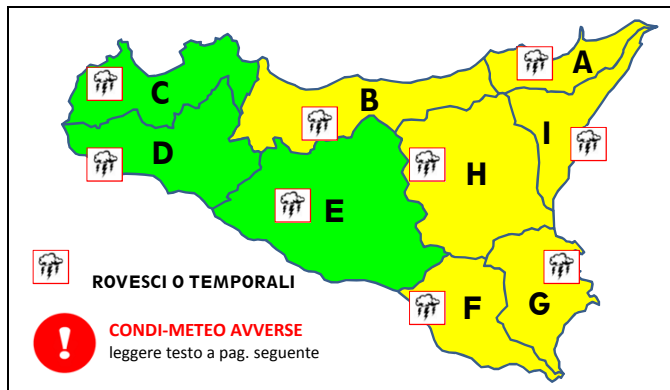 A
C
B
I
D
H
E
F
G
ROVESCI O TEMPORALI
!
CONDI-METEO AVVERSE
leggere testo a pag. seguente